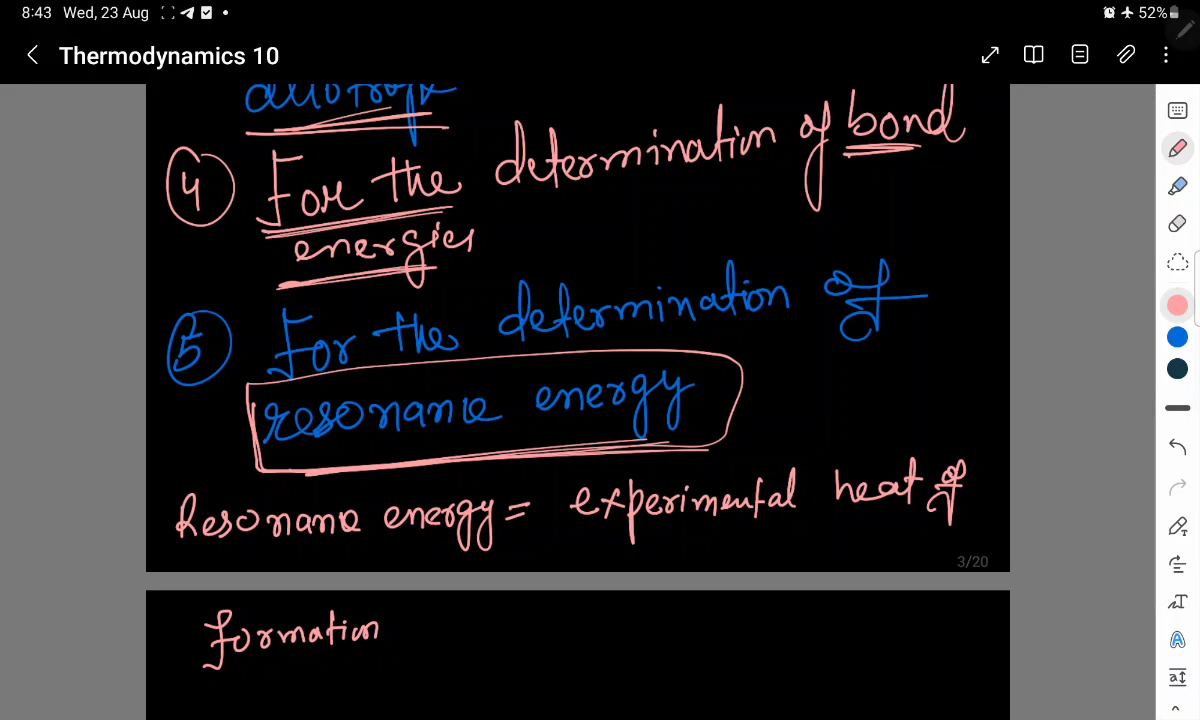 8:43 Wed, 23 Aug 52%
Thermodynamics 10
④ For the determination of bond
energies
⑤ For the determination of
resonance energy
Resonance energy = experimental heat of
3/20
formation